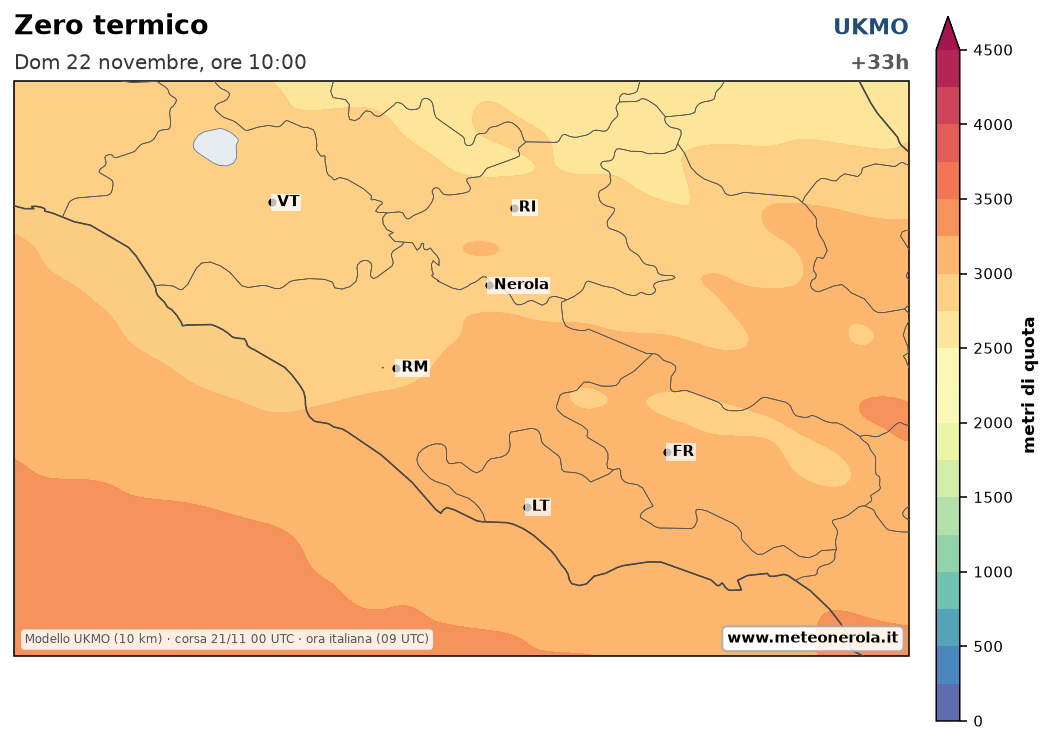 Zero termico
UKMO
Dom 22 novembre, ore 10:00
+33h
VT
RI
Nerola
RM
FR
LT
Modello UKMO (10 km) · corsa 21/11 00 UTC · ora italiana (09 UTC)
www.meteonerola.it
4500
4000
3500
3000
2500
2000
1500
1000
500
0
metri di quota